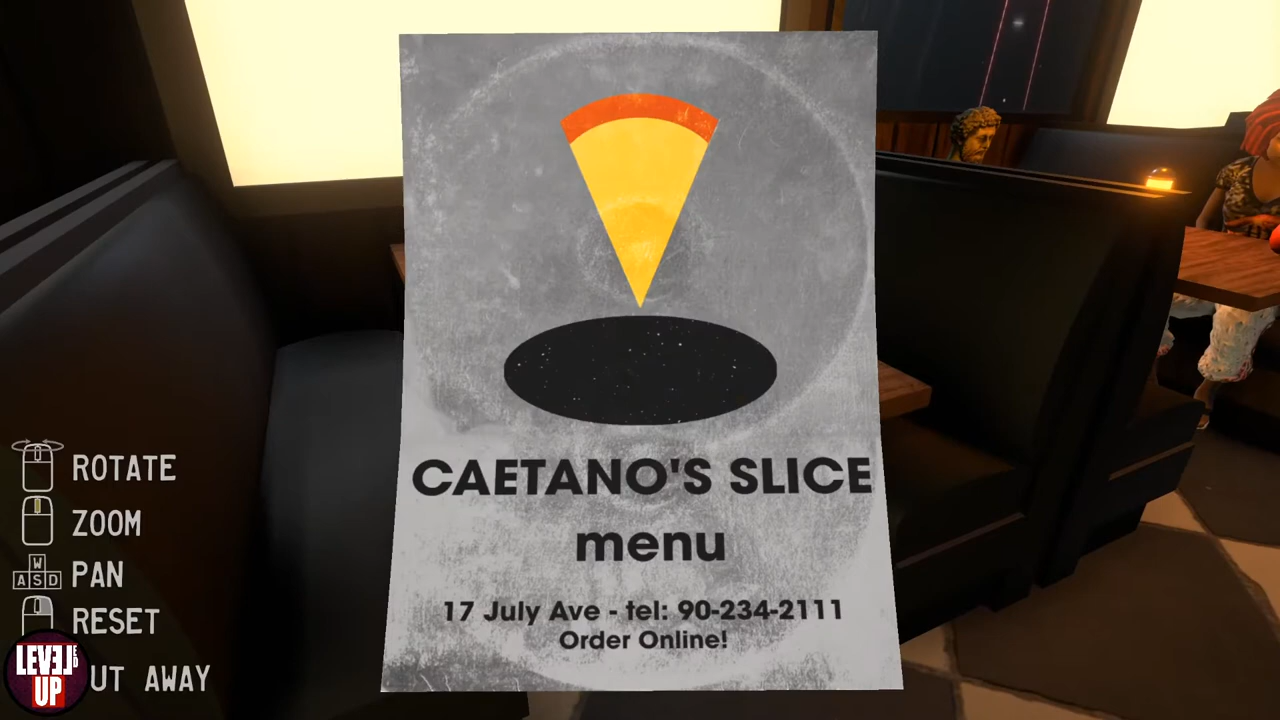 CAETANO'S SLICE
menu
17 July Ave - tel: 90-234-2111
Order Online!
ROTATE
ZOOM
W
A S D
PAN
RESET
UT AWAY
LEVEL
UP